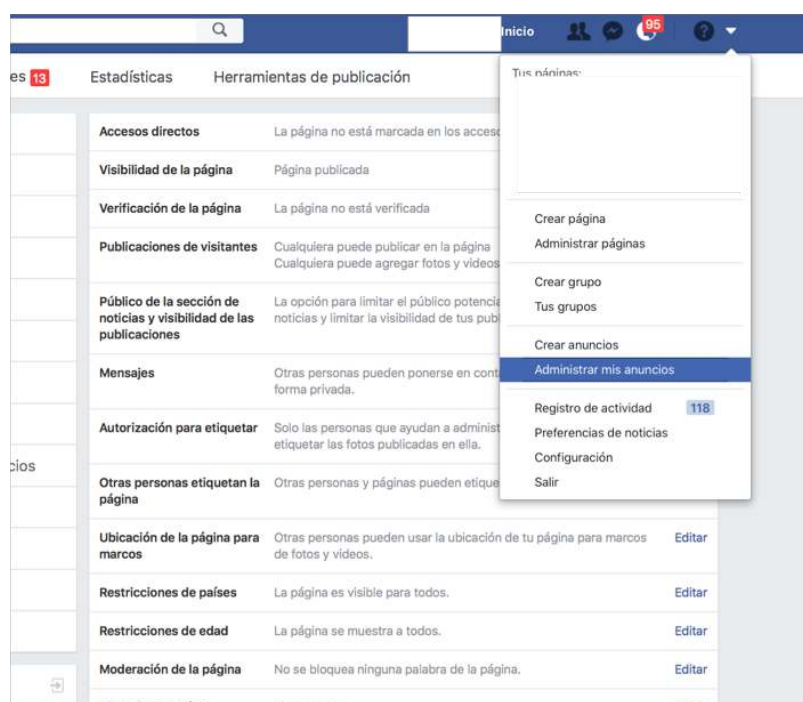 Inicio
95
es 13 Estadísticas Herramientas de publicación
Tus páginas:
Accesos directos La página no está marcada en los acces
Visibilidad de la página Página publicada
Verificación de la página La página no está verificada
Publicaciones de visitantes Cualquiera puede publicar en la página
Cualquiera puede agregar fotos y videos
Público de la sección de La opción para limitar el público potencia
noticias y visibilidad de las noticias y limitar la visibilidad de tus publ
publicaciones
Mensajes Otras personas pueden ponerse en cont
forma privada.
Autorización para etiquetar Solo las personas que ayudan a administ
etiquetar las fotos publicadas en ella.
cios
Otras personas etiquetan la Otras personas y páginas pueden etique
página
Ubicación de la página para Otras personas pueden usar la ubicación de tu página para marcos Editar
marcos de fotos y videos.
Restricciones de países La página es visible para todos. Editar
Restricciones de edad La página se muestra a todos. Editar
Moderación de la página No se bloquea ninguna palabra de la página. Editar
Crear página
Administrar páginas
Crear grupo
Tus grupos
Crear anuncios
Administrar mis anuncios
Registro de actividad 118
Preferencias de noticias
Configuración
Salir